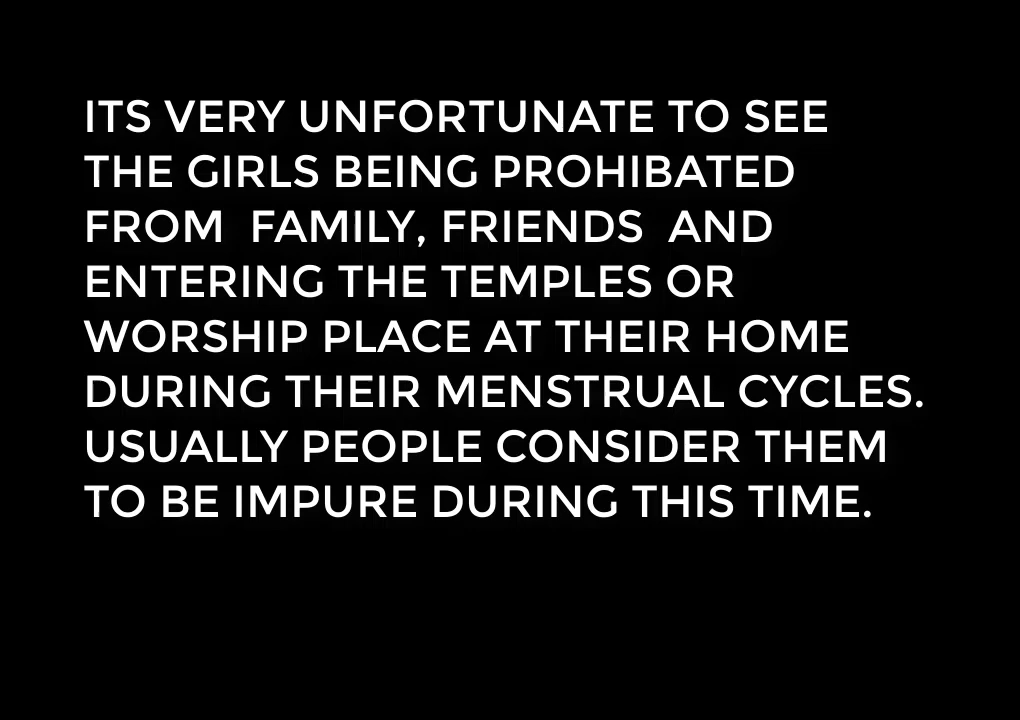 ITS VERY UNFORTUNATE TO SEE
THE GIRLS BEING PROHIBATED
FROM  FAMILY, FRIENDS  AND
ENTERING THE TEMPLES OR
WORSHIP PLACE AT THEIR HOME
DURING THEIR MENSTRUAL CYCLES.
USUALLY PEOPLE CONSIDER THEM
TO BE IMPURE DURING THIS TIME.